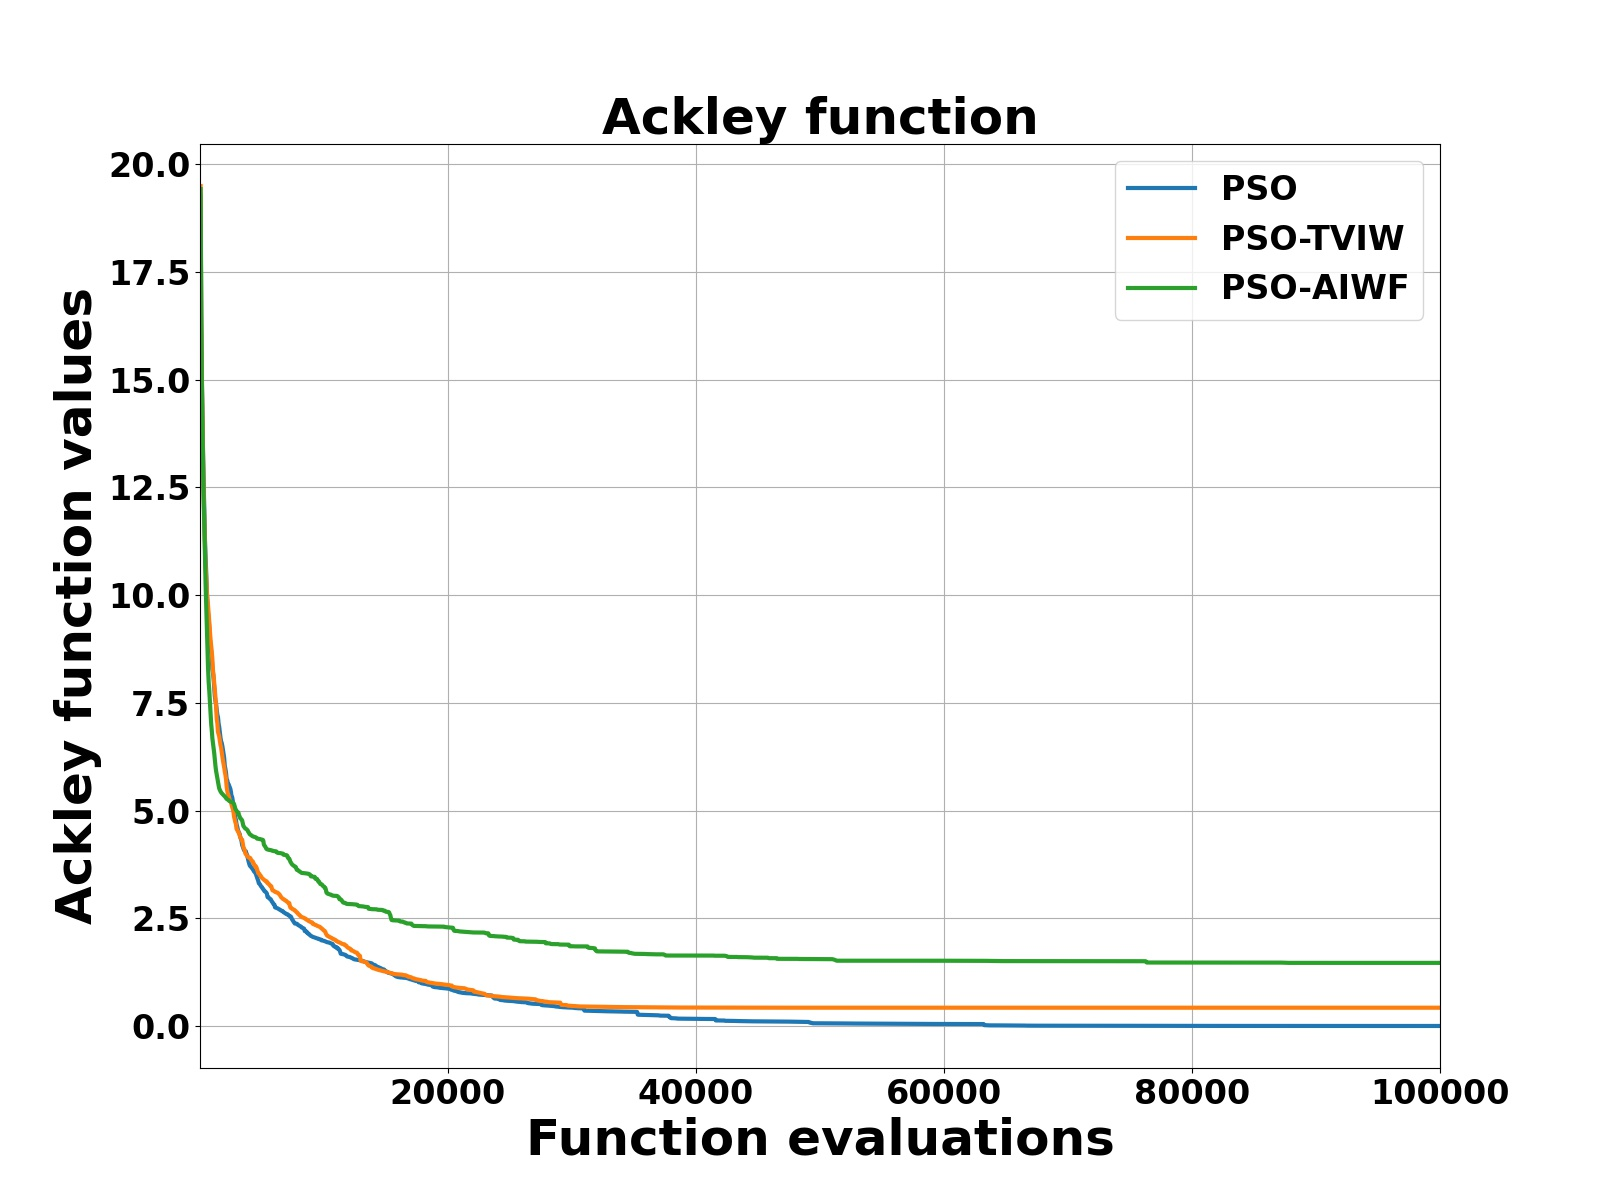 Ackley function
20.0
17.5
15.0
12.5
10.0
7.5
5.0
2.5
0.0
Ackley function values
PSO
PSO-TVIW
PSO-AIWF
20000
40000
60000
80000
100000
Function evaluations